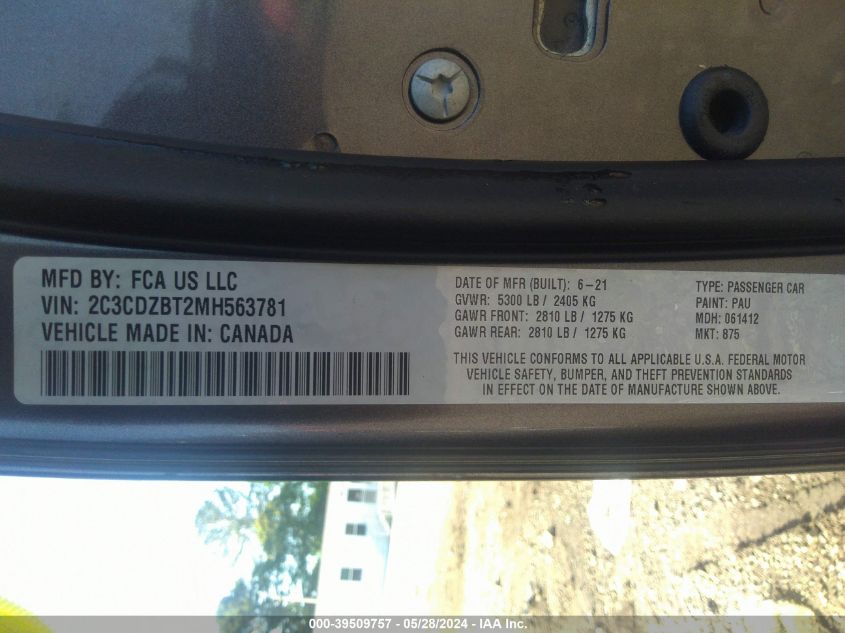 MFD BY: FCA US LLC
VIN: 2C3CDZBT2MH563781
VEHICLE MADE IN: CANADA
DATE OF MFR (BUILT): 6-21
GVWR: 5300 LB / 2405 KG
GAWR FRONT: 2810 LB / 1275 KG
GAWR REAR: 2810 LB / 1275 KG
TYPE: PASSENGER CAR
PAINT: PAU
MDH: 061412
MKT: 875
THIS VEHICLE CONFORMS TO ALL APPLICABLE U.S.A. FEDERAL MOTOR
VEHICLE SAFETY, BUMPER, AND THEFT PREVENTION STANDARDS
IN EFFECT ON THE DATE OF MANUFACTURE SHOWN ABOVE.
000-39509757 - 05/28/2024 - IAA Inc.